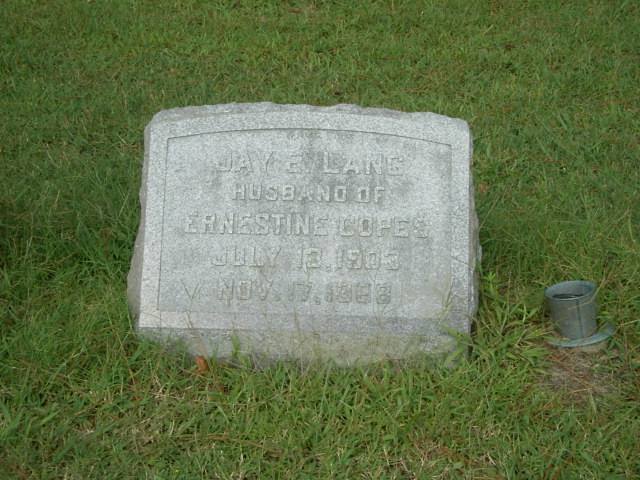 JAY E. LANG
HUSBAND OF
ERNESTINE COPES
JULY 13, 1903
NOV. 17,